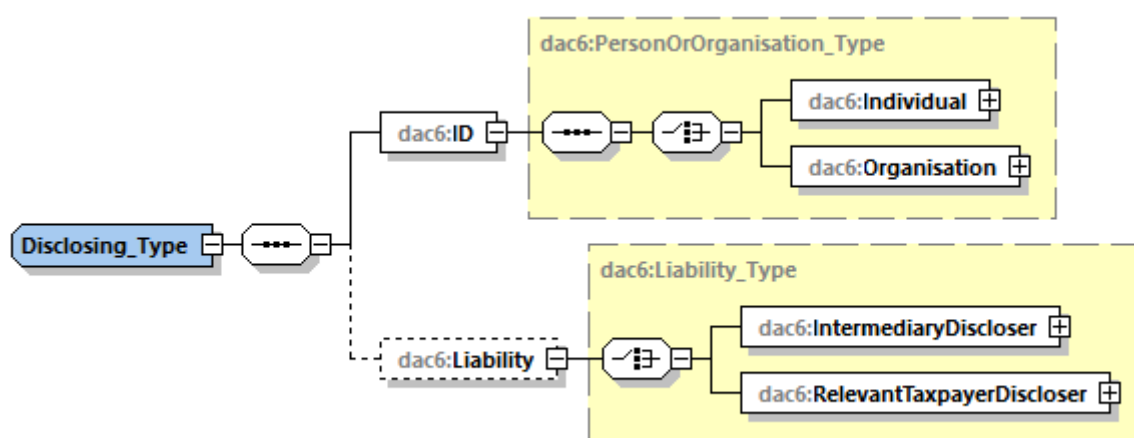 dac6:PersonOrOrganisation_Type
dac6:Individual
dac6:ID
dac6:Organisation
Disclosing_Type
dac6:Liability_Type
dac6:IntermediaryDiscloser
dac6:Liability
dac6:RelevantTaxpayerDiscloser